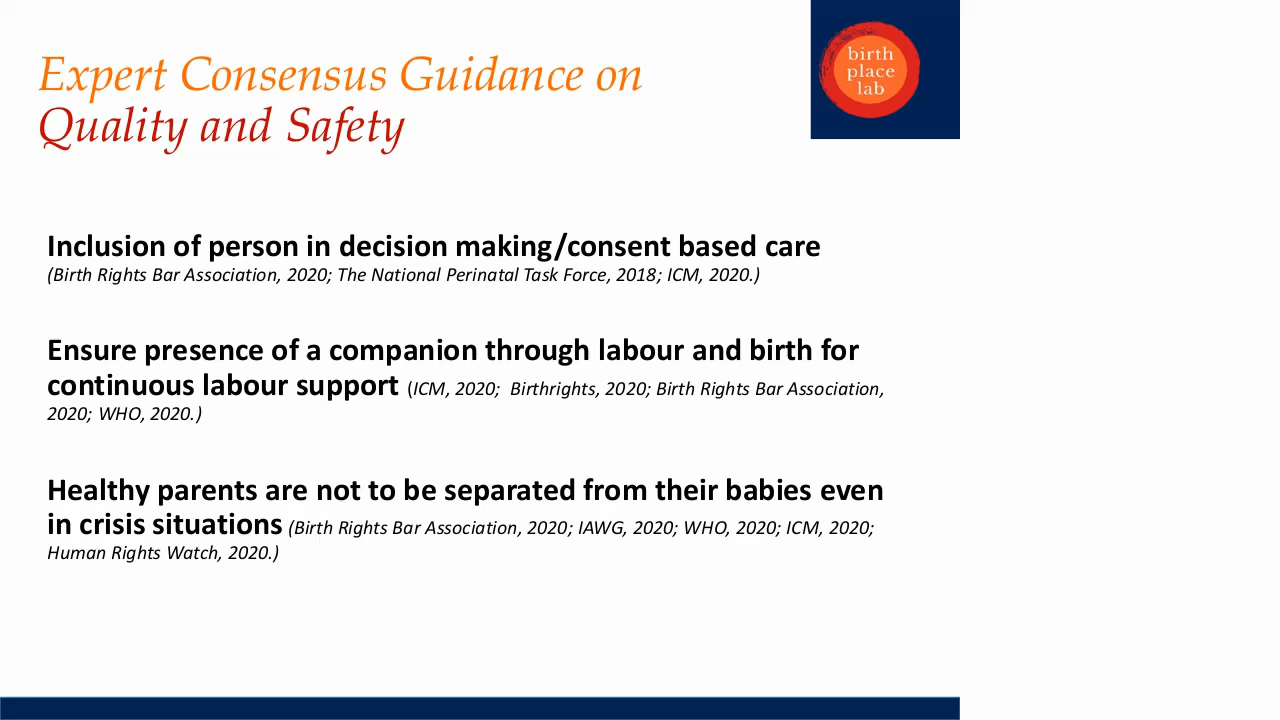 Expert Consensus Guidance on
Quality and Safety
birth
place
lab
Inclusion of person in decision making/consent based care
(Birth Rights Bar Association, 2020; The National Perinatal Task Force, 2018; ICM, 2020.)
Ensure presence of a companion through labour and birth for
continuous labour support (ICM, 2020;  Birthrights, 2020; Birth Rights Bar Association,
2020; WHO, 2020.)
Healthy parents are not to be separated from their babies even
in crisis situations (Birth Rights Bar Association, 2020; IAWG, 2020; WHO, 2020; ICM, 2020;
Human Rights Watch, 2020.)